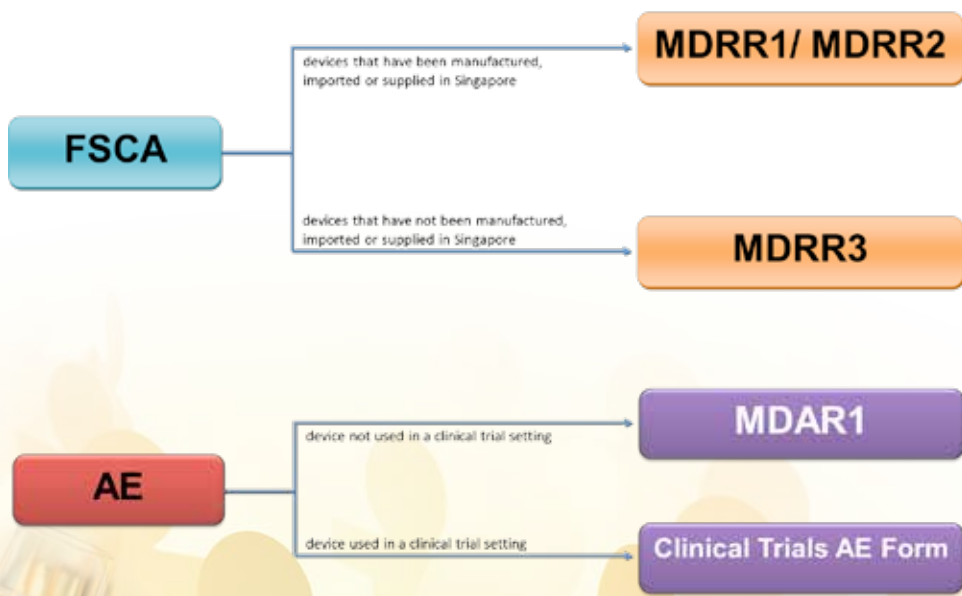 MDRR1/ MDRR2
devices that have been manufactured,
imported or supplied in Singapore
FSCA
devices that have not been manufactured,
imported or supplied in Singapore
MDRR3
MDAR1
device not used in a clinical trial setting
AE
device used in a clinical trial setting
Clinical Trials AE Form